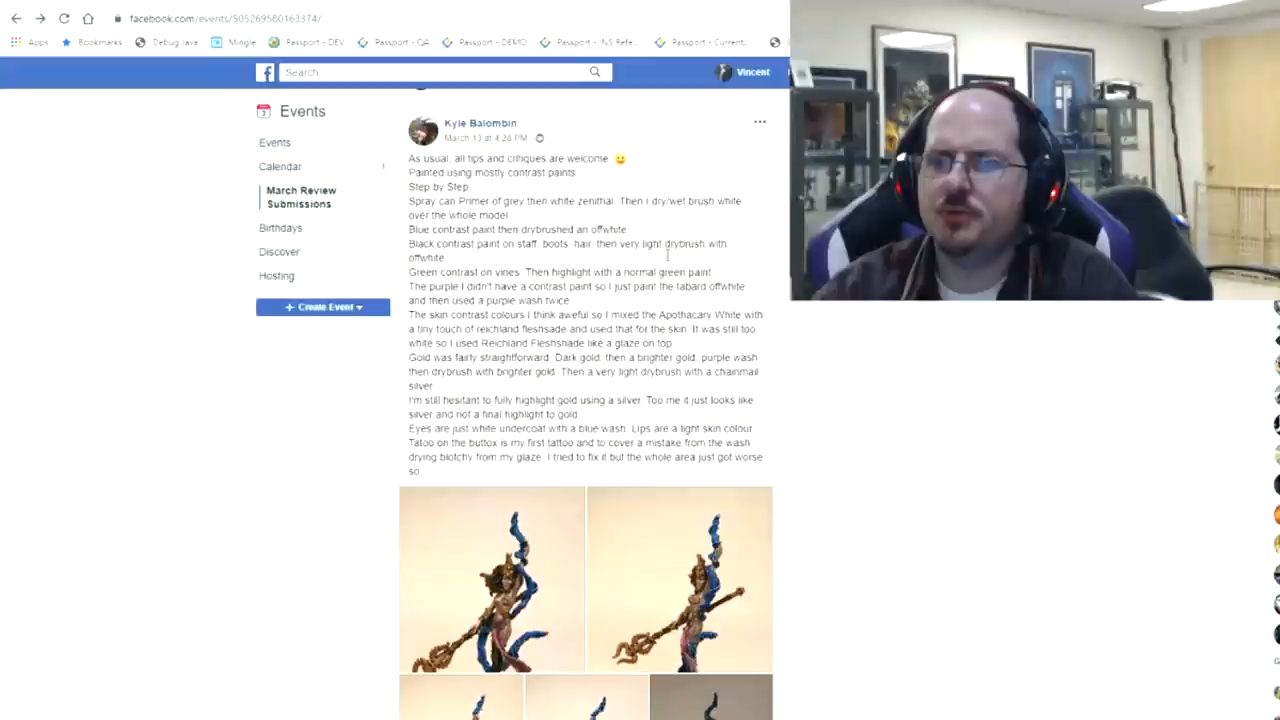 facebook.com/events/505269580163374/
Apps Bookmarks Debug Java Mingle Passport - DEV Passport - QA Passport - DEMO Passport - INS Refe... Passport - Current...
Search
Vincent
Events
Events
Calendar 1
March Review
Submissions
Birthdays
Discover
Hosting
+ Create Event
Kyle Balombin
March 13 at 4:28 PM
As usual, all tips and critiques are welcome
Painted using mostly contrast paints
Step by Step
Spray can Primer of grey then white zenithal. Then I dry/wet brush white
over the whole model
Blue contrast paint then drybrushed an offwhite
Black contrast paint on staff boots hair then very light drybrush with
offwhite
Green contrast on vines. Then highlight with a normal green paint
The purple I didn't have a contrast paint so I just paint the tabard offwhite
and then used a purple wash twice
The skin contrast colours I think aweful so I mixed the Apothacary White with
a tiny touch of reichland fleshsade and used that for the skin. It was still too
white so I used Reichland Fleshshade like a glaze on top
Gold was fairly straightforward. Dark gold, then a brighter gold, purple wash
then drybrush with brighter gold. Then a very light drybrush with a chainmail
silver
I'm still hesitant to fully highlight gold using a silver. Too me it just looks like
silver and not a final highlight to gold
Eyes are just white undercoat with a blue wash. Lips are a light skin colour
Tatoo on the buttox is my first tattoo and to cover a mistake from the wash
drying blotchy from my glaze. I tried to fix it but the whole area just got worse
so